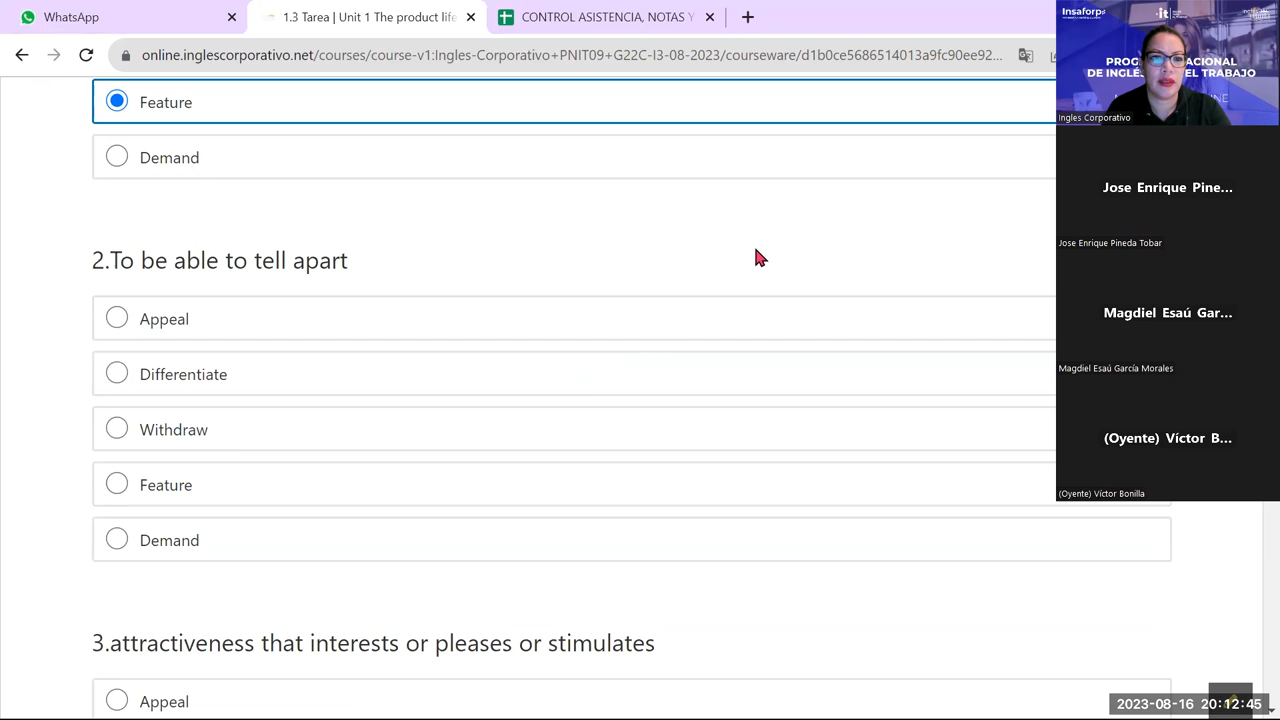 WhatsApp
1.3 Tarea | Unit 1: The product life
CONTROL ASISTENCIA NOTAS Y
online.inglescorporativo.net/courses/course-v1:Ingles-Corporativo+PNIT09+G22C-I3-08-2023/courseware/d1b0ce5686514013a9fc90ee92...
Feature
Demand
2.To be able to tell apart
Appeal
Differentiate
Withdraw
Feature
Demand
3.attractiveness that interests or pleases or stimulates
Appeal
Insaforp
it
Ingles Corporativo
Jose Enrique Pine...
Jose Enrique Pineda Tobar
Magdiel Esaú Gar...
Magdiel Esaú García Morales
(Oyente) Víctor B...
(Oyente) Víctor Bonilla
2023-08-16 20:12:45